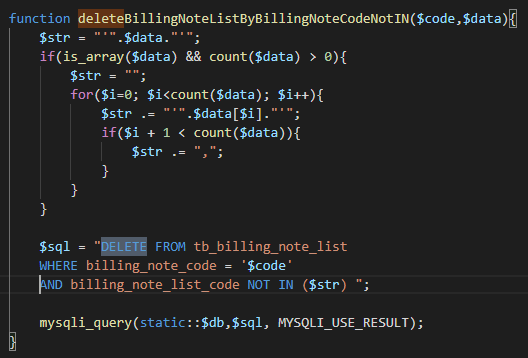 function deleteBillingNoteListByBillingNoteCodeNotIN($code,$data){
$str = "'".$data."'";
if(is_array($data) && count($data) > 0){
$str = "";
for($i=0; $i<count($data); $i++){
$str .= "'".$data[$i]."'";
if($i + 1 < count($data)){
$str .= ",";
}
}
}
$sql = "DELETE FROM tb_billing_note_list
WHERE billing_note_code = '$code'
AND billing_note_list_code NOT IN ($str) ";
mysqli_query(static::$db,$sql, MYSQLI_USE_RESULT);
}